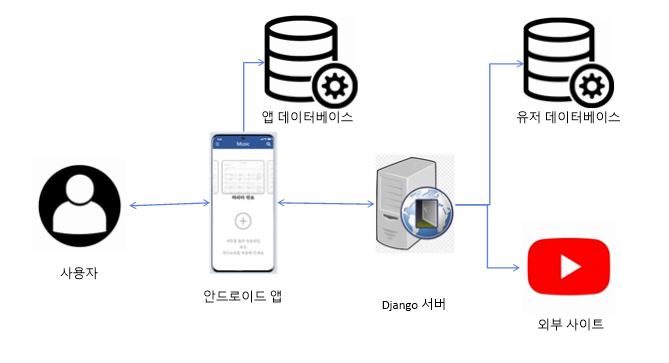 앱 데이터베이스
유저 데이터베이스
Music
사용자
안드로이드 앱
Django 서버
외부 사이트